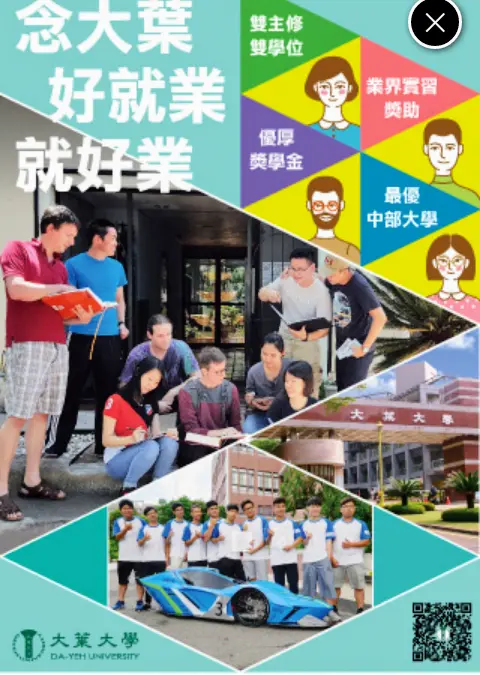 念大葉
好就業
就好業
雙主修
雙學位
業界實習
獎助
優厚
獎學金
最優
中部大學
大葉大學
3
大葉大學
DA-YEH UNIVERSITY